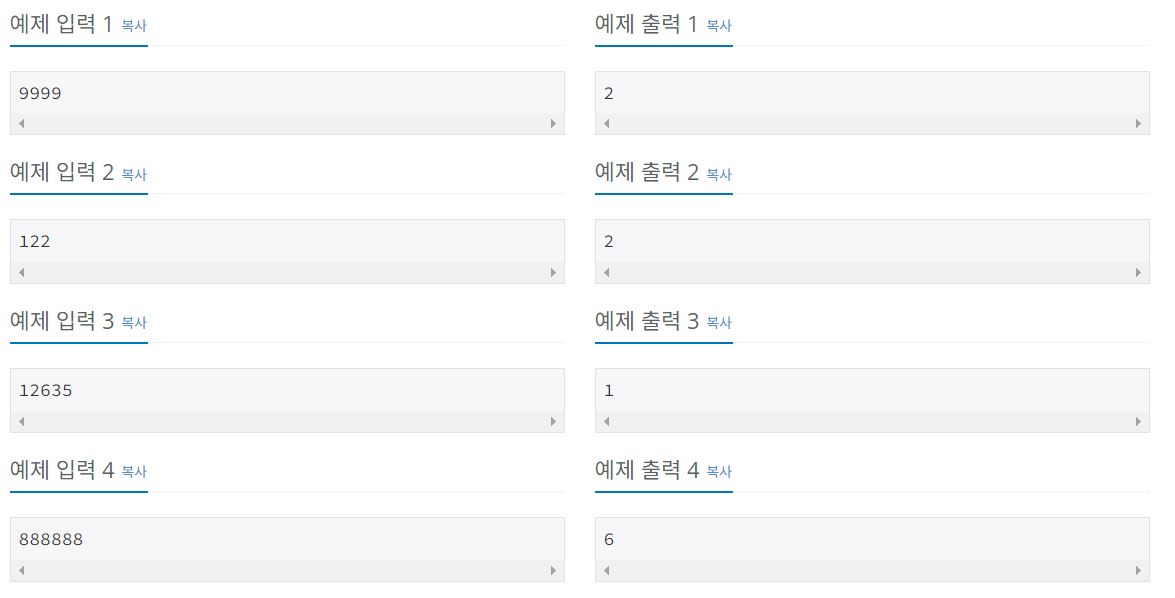 예제 입력 1 복사
예제 출력 1 복사
9999
2
예제 입력 2 복사
예제 출력 2 복사
122
2
예제 입력 3 복사
예제 출력 3 복사
12635
1
예제 입력 4 복사
예제 출력 4 복사
888888
6